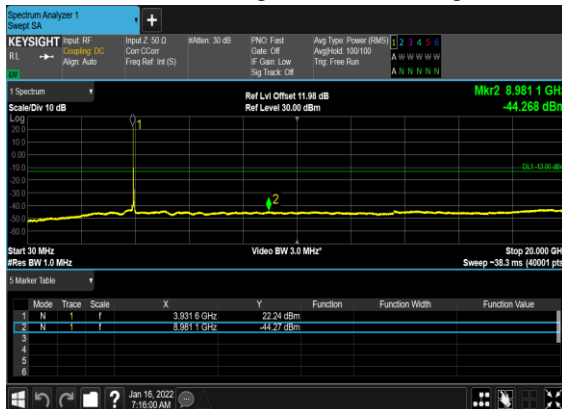 Spectrum Analyzer 1
Swept SA
KEYSIGHT Input: RF Input Z: 50 Ω #Atten: 30 dB PNO: Fast Avg Type: Power (RMS) 1 2 3 4 5 6
RL Coupling: DC Corr CCorr Gate: Off Avg|Hold: 100/100 A W W W W W
Align: Auto Freq Ref: Int (S) IF Gain: Low Trig: Free Run
Sig Track: Off A N N N N N
1 Spectrum Ref Lvl Offset 11.98 dB Mkr2 8.981 1 GHz
Scale/Div 10 dB Ref Level 30.00 dBm -44.268 dBm
Log
20.0
10.0
0.00
-10.0
DL1 -13.00 dBm
-20.0
-30.0
-40.0
-50.0
-60.0
1
2
Start 30 MHz Video BW 3.0 MHz* Stop 20.000 GHz
#Res BW 1.0 MHz Sweep ~38.3 ms (40001 pts)
5 Marker Table
Mode Trace Scale X Y Function Function Width Function Value
1 N 1 f 3.931 6 GHz 22.24 dBm
2 N 1 f 8.981 1 GHz -44.27 dBm
3
4
5
6
? Jan 16, 2022
7:16:00 AM